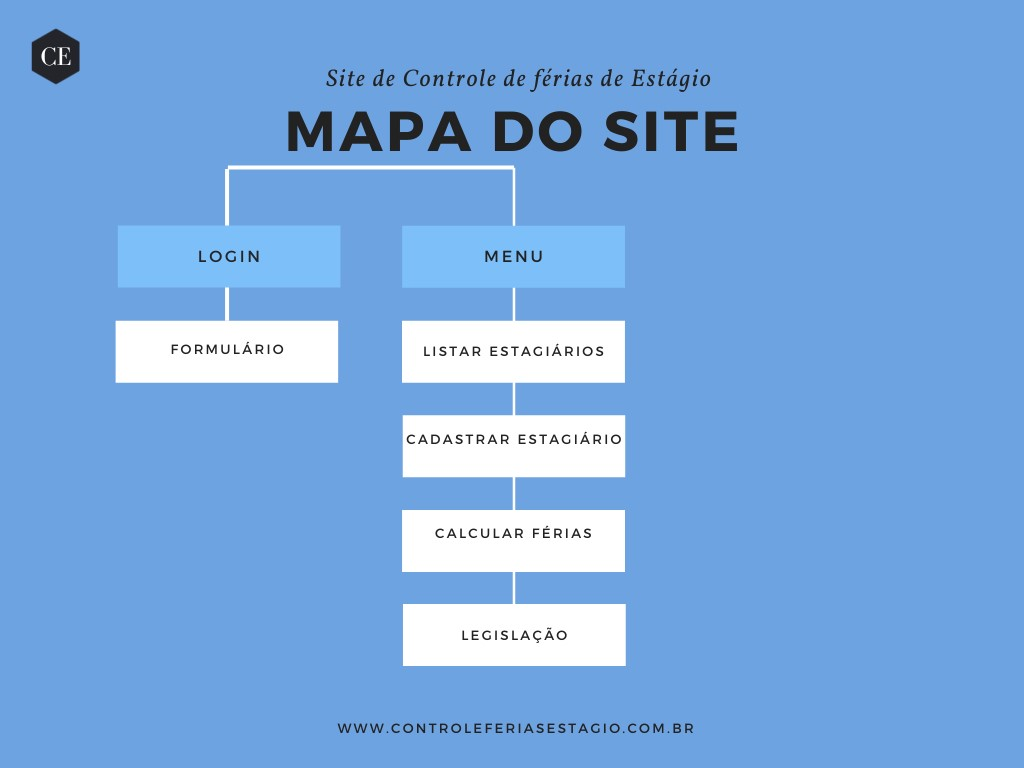 CE
Site de Controle de férias de Estágio
MAPA DO SITE
LOGIN
MENU
FORMULÁRIO
LISTAR ESTAGIÁRIOS
CADASTRAR ESTAGIÁRIO
CALCULAR FÉRIAS
LEGISLAÇÃO
WWW.CONTROLEFERIASESTAGIO.COM.BR